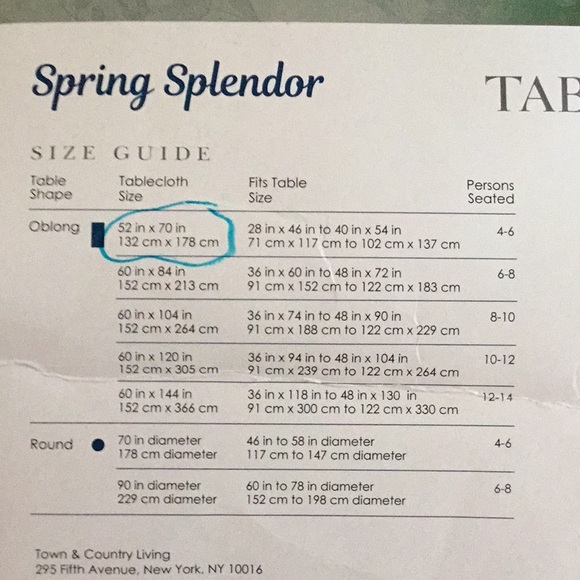 Spring Splendor
TAB
SIZE GUIDE
Table Shape Tablecloth Size Fits Table Size Persons Seated
Oblong 52 in x 70 in 28 in x 46 in to 40 in x 54 in 4-6
132 cm x 178 cm 71 cm x 117 cm to 102 cm x 137 cm
60 in x 84 in 36 in x 60 in to 48 in x 72 in 6-8
152 cm x 213 cm 91 cm x 152 cm to 122 cm x 183 cm
60 in x 104 in 36 in x 74 in to 48 in x 90 in 8-10
152 cm x 264 cm 91 cm x 188 cm to 122 cm x 229 cm
60 in x 120 in 36 in x 94 in to 48 in x 104 in 10-12
152 cm x 305 cm 91 cm x 239 cm to 122 cm x 264 cm
60 in x 144 in 36 in x 118 in to 48 in x 130 in 12-14
152 cm x 366 cm 91 cm x 300 cm to 122 cm x 330 cm
Round 70 in diameter 46 in to 58 in diameter 4-6
178 cm diameter 117 cm to 147 cm diameter
90 in diameter 60 in to 78 in diameter 6-8
229 cm diameter 152 cm to 198 cm diameter
Town & Country Living
295 Fifth Avenue, New York, NY 10016